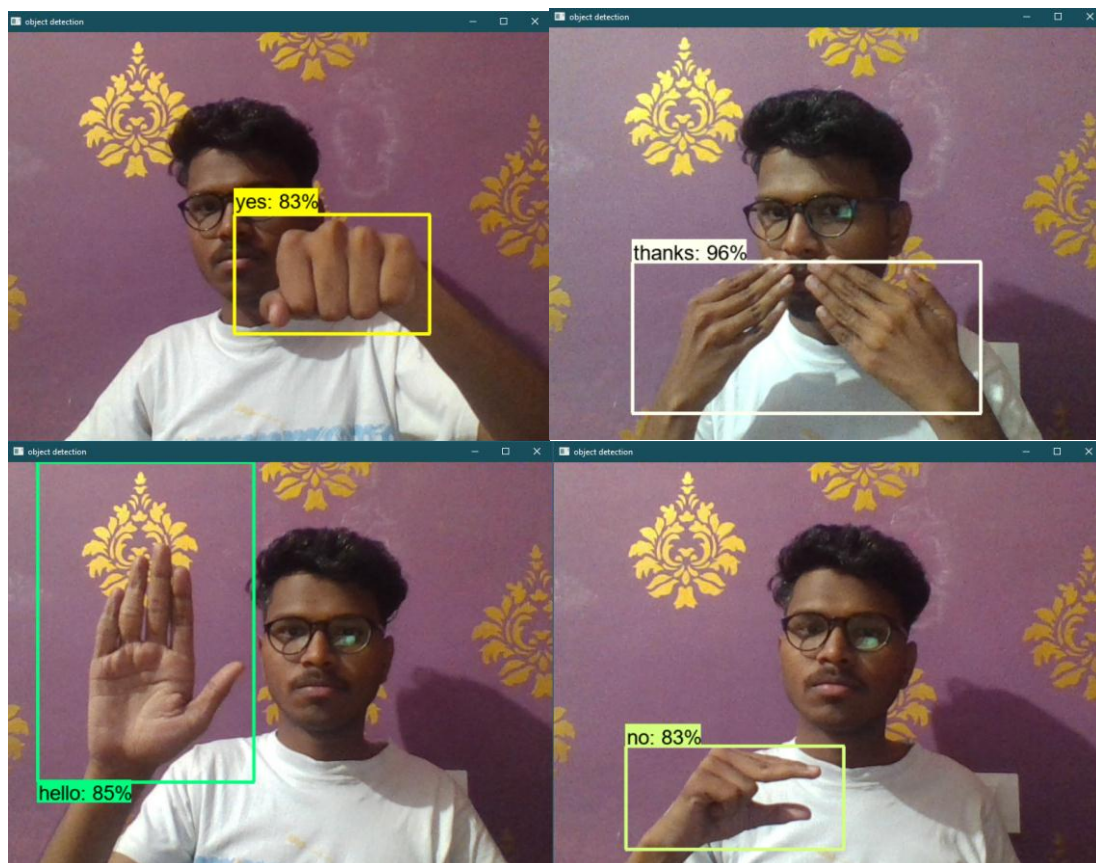 object detection
yes: 83%
object detection
thanks: 96%
object detection
hello: 85%
object detection
no: 83%